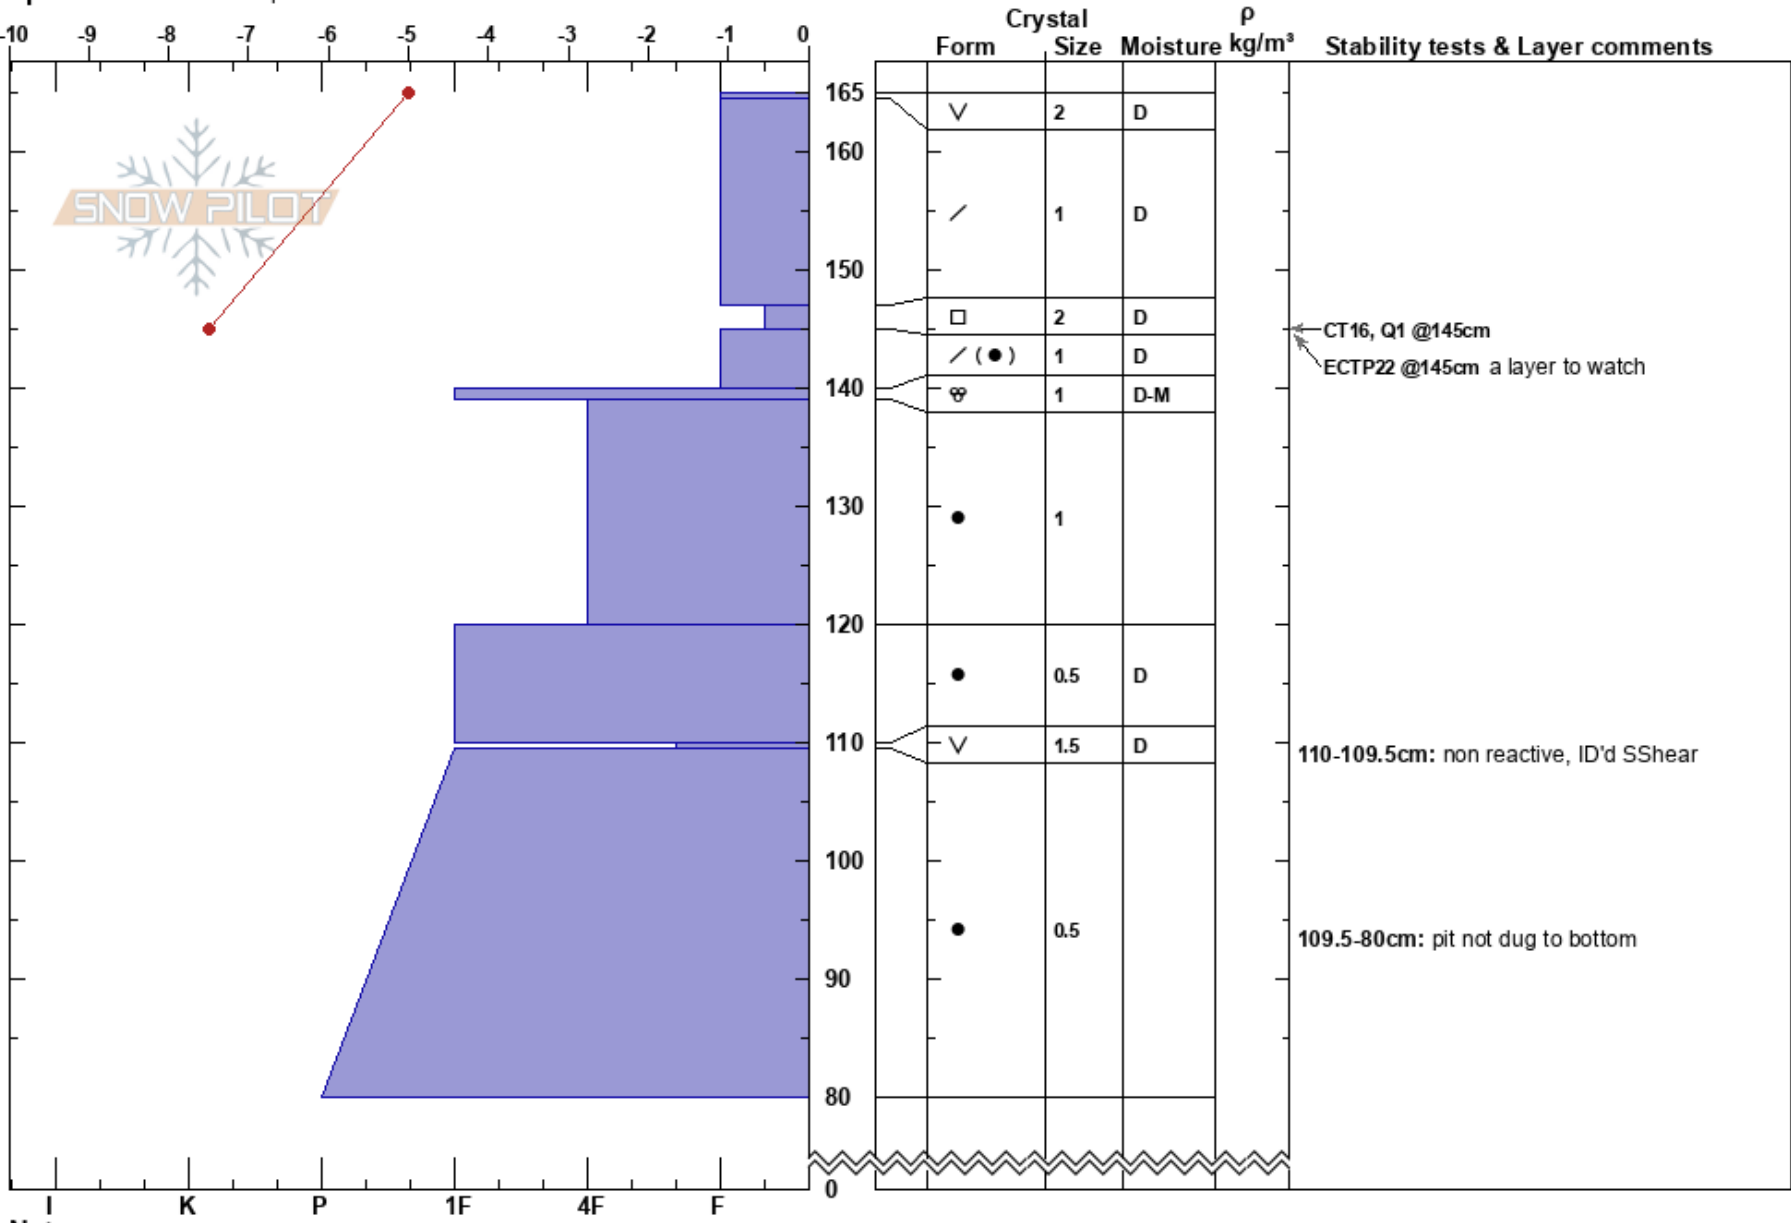 Crystal ρ
-10 -9 -8 -7 -6 -5 -4 -3 -2 -1 0
Form Size Moisture kg/m³ Stability tests & Layer comments
165
2 D
160
SNOW PILOT
1 D
150
2 D
CT16, Q1 @145cm
1 D
ECTP22 @145cm a layer to watch
140
1 D-M
130
1
120
0.5 D
110
1.5 D
110-109.5cm: non reactive, ID'd SShear
100
0.5
109.5-80cm: pit not dug to bottom
90
80
0
I K P 1F 4F F